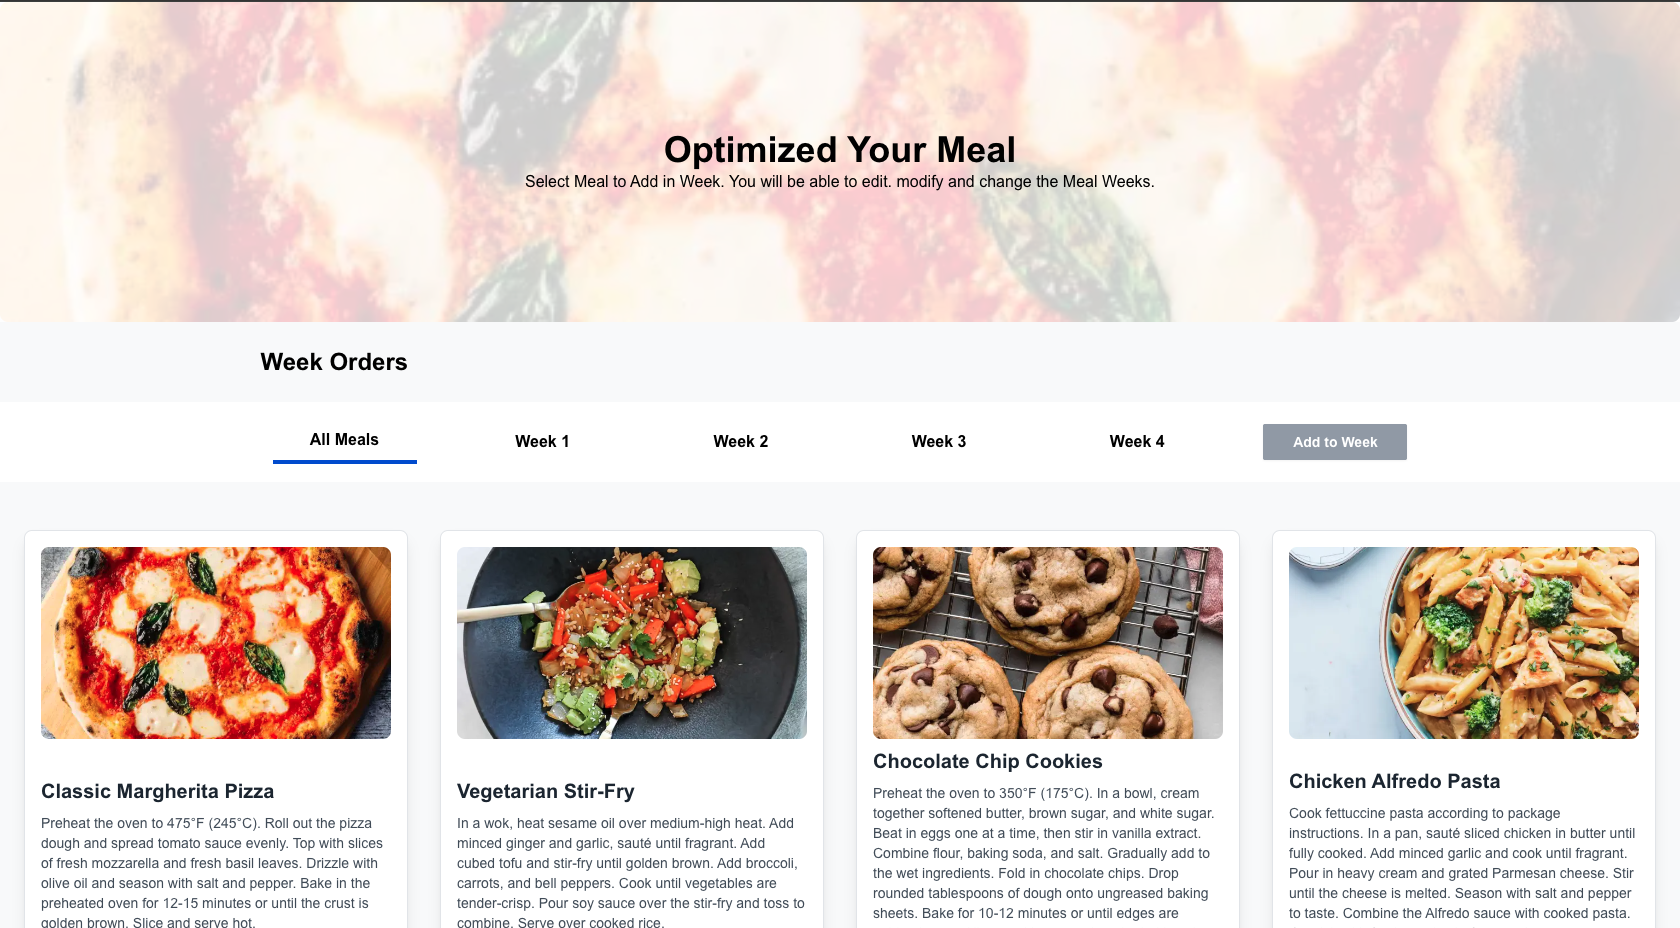 Optimized Your Meal
Select Meal to Add in Week. You will be able to edit. modify and change the Meal Weeks.
Week Orders
All Meals
Week 1
Week 2
Week 3
Week 4
Add to Week
Classic Margherita Pizza
Preheat the oven to 475°F (245°C). Roll out the pizza
dough and spread tomato sauce evenly. Top with slices
of fresh mozzarella and fresh basil leaves. Drizzle with
olive oil and season with salt and pepper. Bake in the
preheated oven for 12-15 minutes or until the crust is
golden brown. Slice and serve hot.
Vegetarian Stir-Fry
In a wok, heat sesame oil over medium-high heat. Add
minced ginger and garlic, sauté until fragrant. Add
cubed tofu and stir-fry until golden brown. Add broccoli,
carrots, and bell peppers. Cook until vegetables are
tender-crisp. Pour soy sauce over the stir-fry and toss to
combine. Serve over cooked rice.
Chocolate Chip Cookies
Preheat the oven to 350°F (175°C). In a bowl, cream
together softened butter, brown sugar, and white sugar.
Beat in eggs one at a time, then stir in vanilla extract.
Combine flour, baking soda, and salt. Gradually add to
the wet ingredients. Fold in chocolate chips. Drop
rounded tablespoons of dough onto ungreased baking
sheets. Bake for 10-12 minutes or until edges are
Chicken Alfredo Pasta
Cook fettuccine pasta according to package
instructions. In a pan, sauté sliced chicken in butter until
fully cooked. Add minced garlic and cook until fragrant.
Pour in heavy cream and grated Parmesan cheese. Stir
until the cheese is melted. Season with salt and pepper
to taste. Combine the Alfredo sauce with cooked pasta.